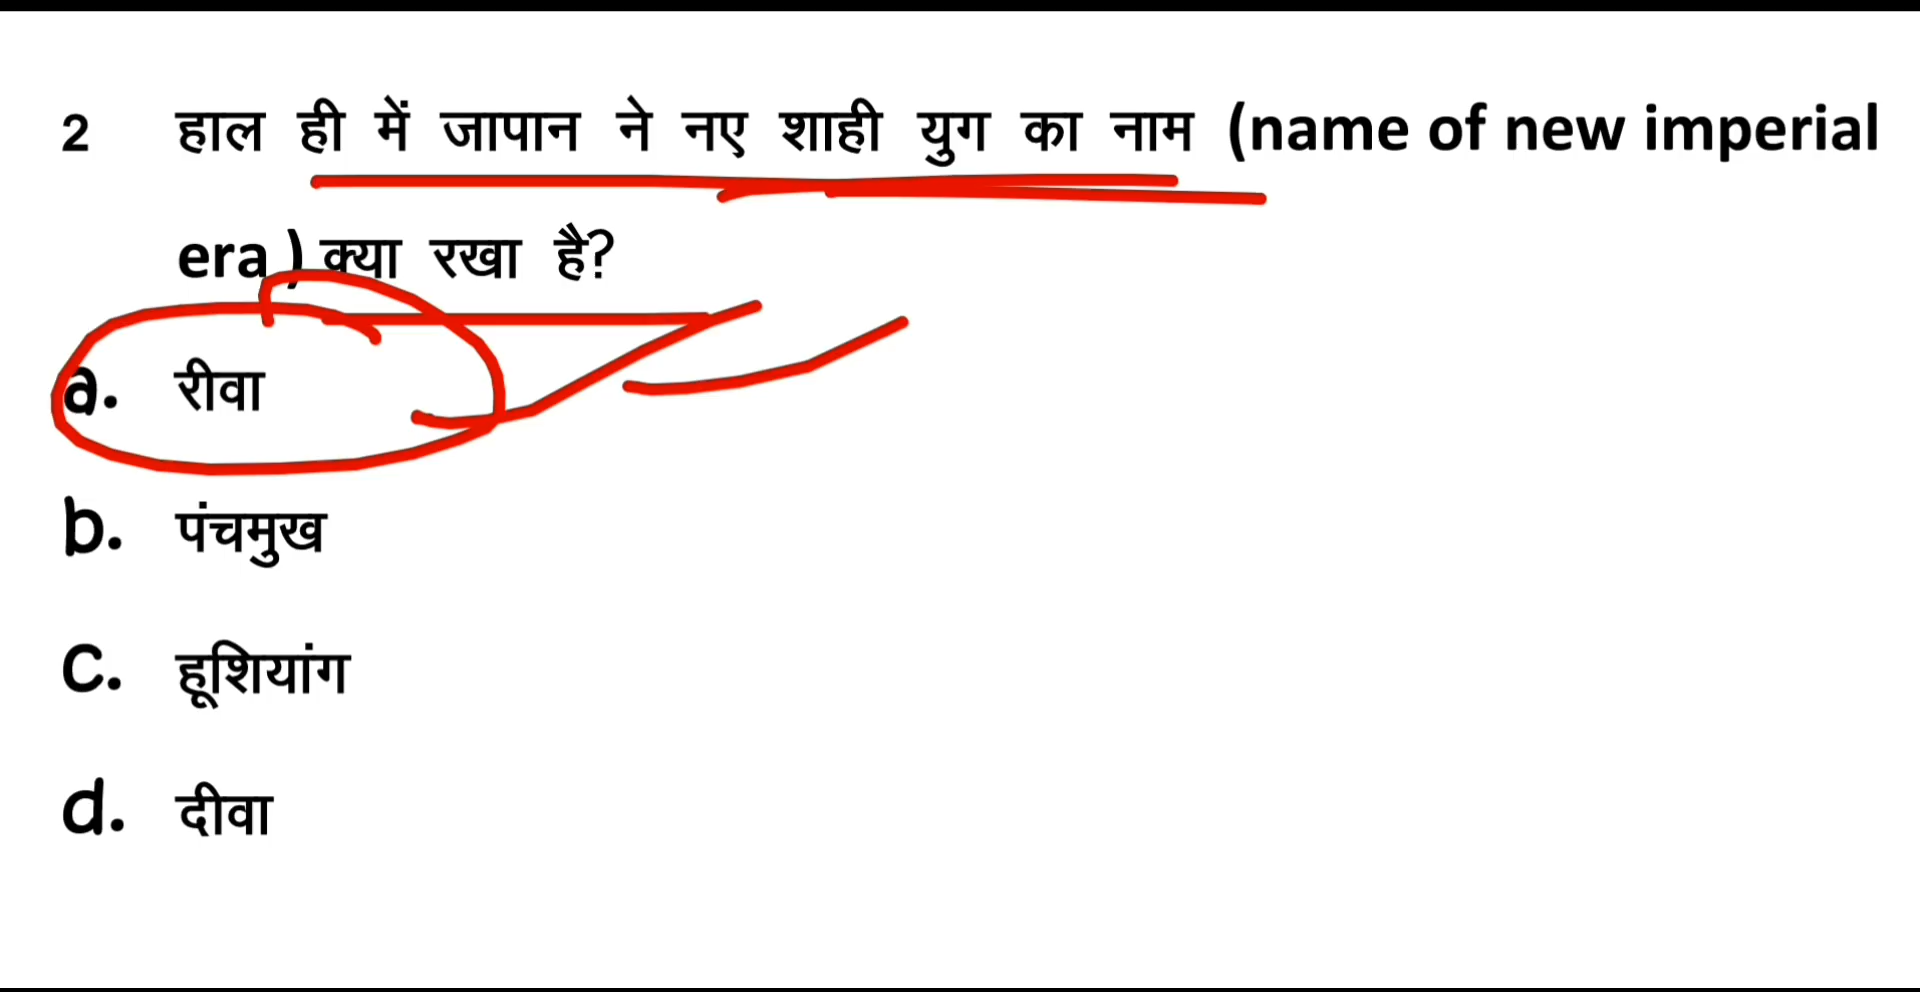 2 हाल ही में जापान ने नए शाही युग का नाम (name of new imperial
era ) क्या रखा है?
a. रीवा
b. पंचमुख
c. हूशियांग
d. दीवा